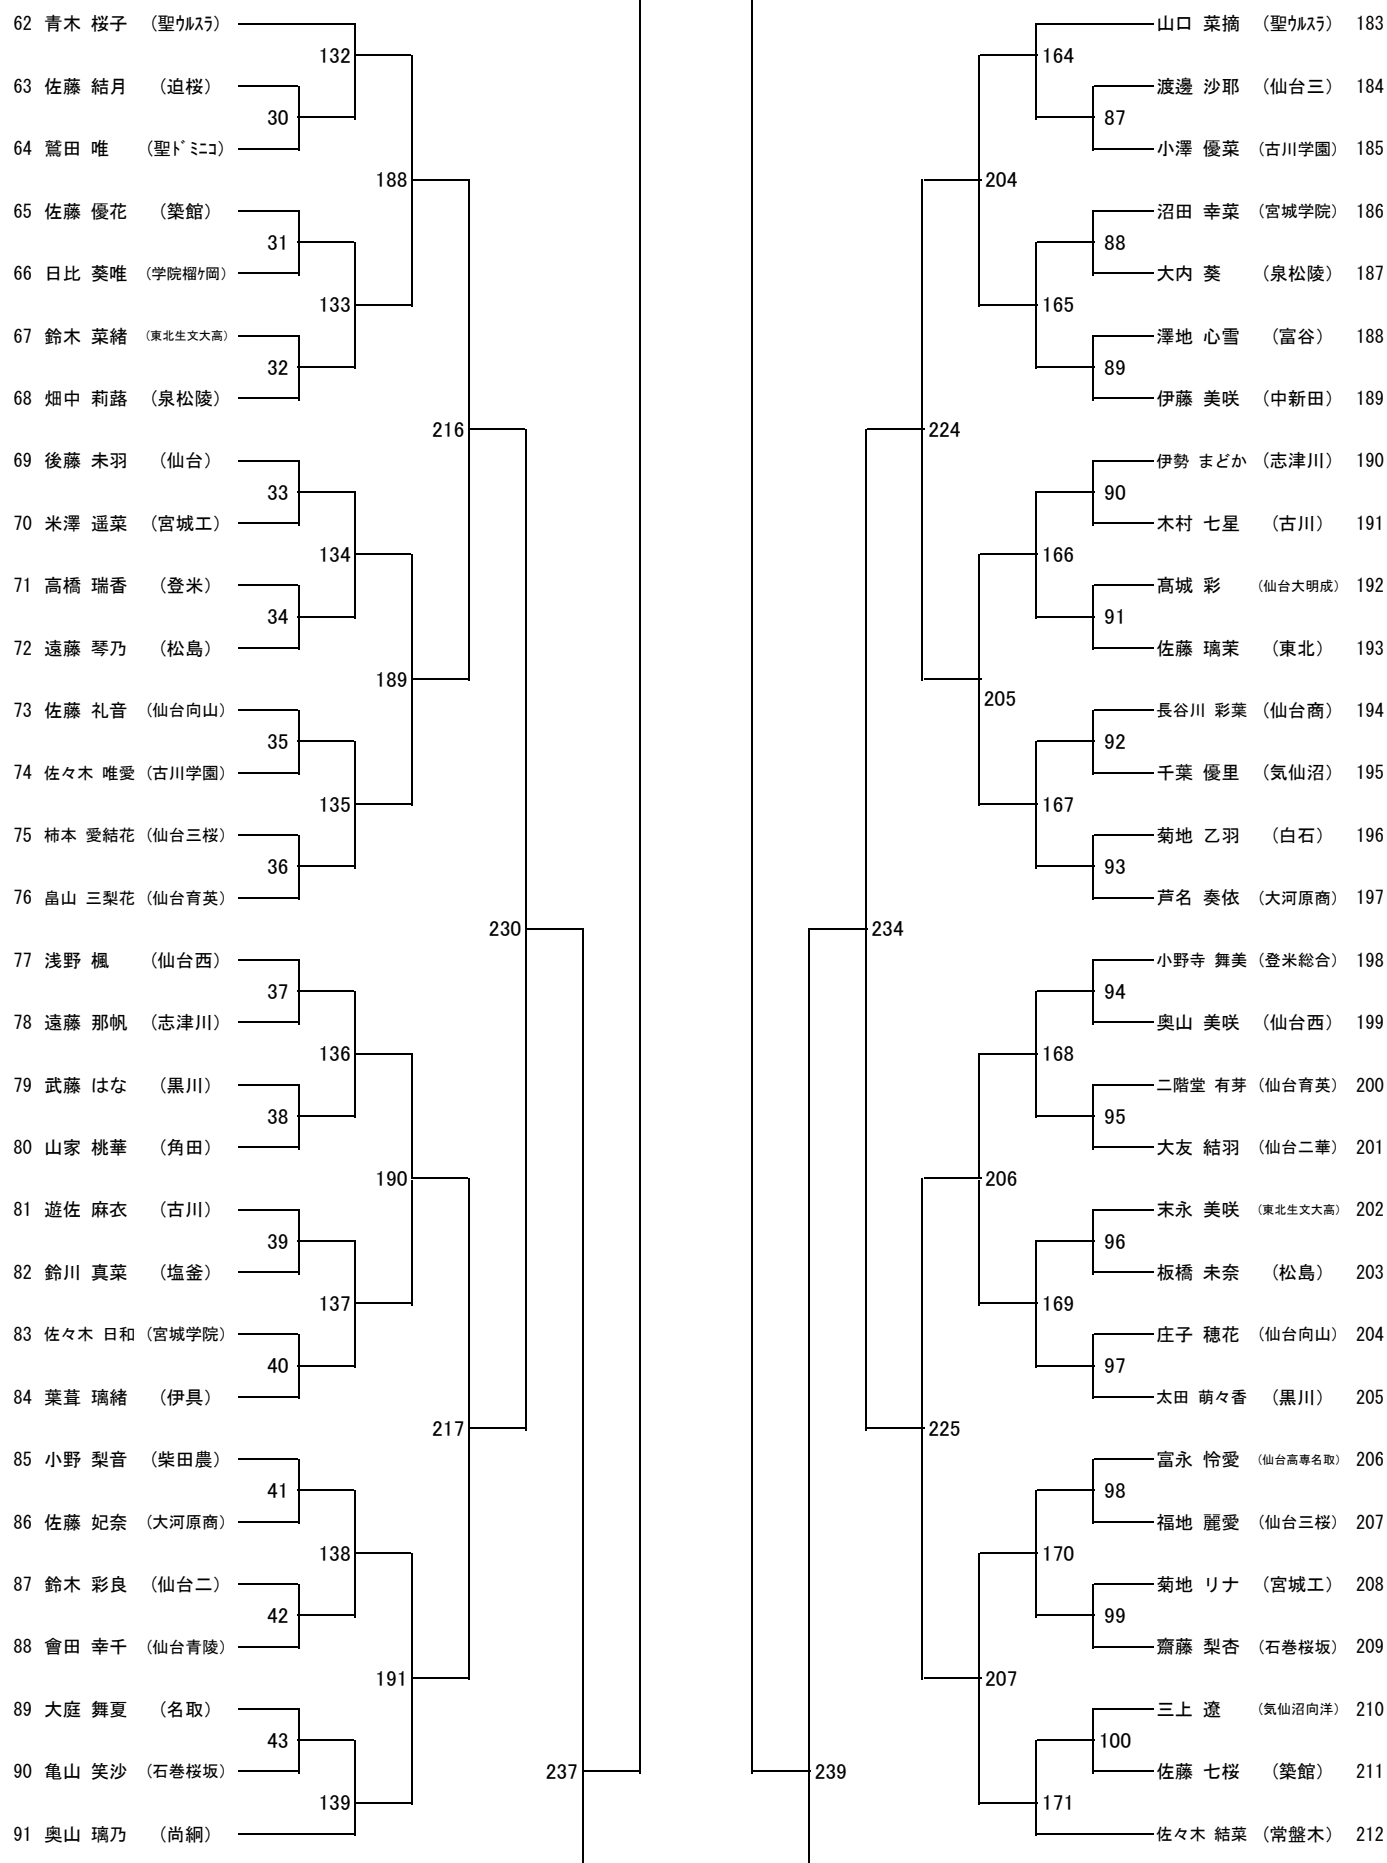 62 青木 桜子 （聖ｳﾙｽﾗ）
132
63 佐藤 結月 （迫桜）
30
64 鷲田 唯 （聖ﾄﾞﾐﾆｺ）
188
65 佐藤 優花 （築館）
31
66 日比 葵唯 （学院榴ケ岡）
133
67 鈴木 菜緒 （東北生文大高）
32
68 畑中 莉蕗 （泉松陵）
216
69 後藤 未羽 （仙台）
33
70 米澤 遥菜 （宮城工）
134
71 高橋 瑞香 （登米）
34
72 遠藤 琴乃 （松島）
189
73 佐藤 礼音 （仙台向山）
35
74 佐々木 唯愛 （古川学園）
135
75 柿本 愛結花 （仙台三桜）
36
76 畠山 三梨花 （仙台育英）
230
77 浅野 楓 （仙台西）
37
78 遠藤 那帆 （志津川）
136
79 武藤 はな （黒川）
38
80 山家 桃華 （角田）
190
81 遊佐 麻衣 （古川）
39
82 鈴川 真菜 （塩釜）
137
83 佐々木 日和 （宮城学院）
40
84 葉葺 璃緒 （伊具）
217
85 小野 梨音 （柴田農）
41
86 佐藤 妃奈 （大河原商）
138
87 鈴木 彩良 （仙台二）
42
88 會田 幸千 （仙台青陵）
191
89 大庭 舞夏 （名取）
43
90 亀山 笑沙 （石巻桜坂）
237
139
91 奥山 璃乃 （尚絅）
山口 菜摘 （聖ｳﾙｽﾗ） 183
164
渡邊 沙耶 （仙台三） 184
87
小澤 優菜 （古川学園） 185
204
沼田 幸菜 （宮城学院） 186
88
大内 葵 （泉松陵） 187
165
澤地 心雪 （富谷） 188
89
伊藤 美咲 （中新田） 189
224
伊勢 まどか （志津川） 190
90
木村 七星 （古川） 191
166
髙城 彩 （仙台大明成） 192
91
佐藤 璃茉 （東北） 193
205
長谷川 彩葉 （仙台商） 194
92
千葉 優里 （気仙沼） 195
167
菊地 乙羽 （白石） 196
93
芦名 奏依 （大河原商） 197
234
小野寺 舞美 （登米総合） 198
94
奥山 美咲 （仙台西） 199
168
二階堂 有芽 （仙台育英） 200
95
大友 結羽 （仙台二華） 201
206
末永 美咲 （東北生文大高） 202
96
板橋 未奈 （松島） 203
169
庄子 穂花 （仙台向山） 204
97
太田 萌々香 （黒川） 205
225
富永 怜愛 （仙台高専名取） 206
98
福地 麗愛 （仙台三桜） 207
170
菊地 リナ （宮城工） 208
99
齋藤 梨杏 （石巻桜坂） 209
207
三上 遼 （気仙沼向洋） 210
100
佐藤 七桜 （築館） 211
239
171
佐々木 結菜 （常盤木） 212